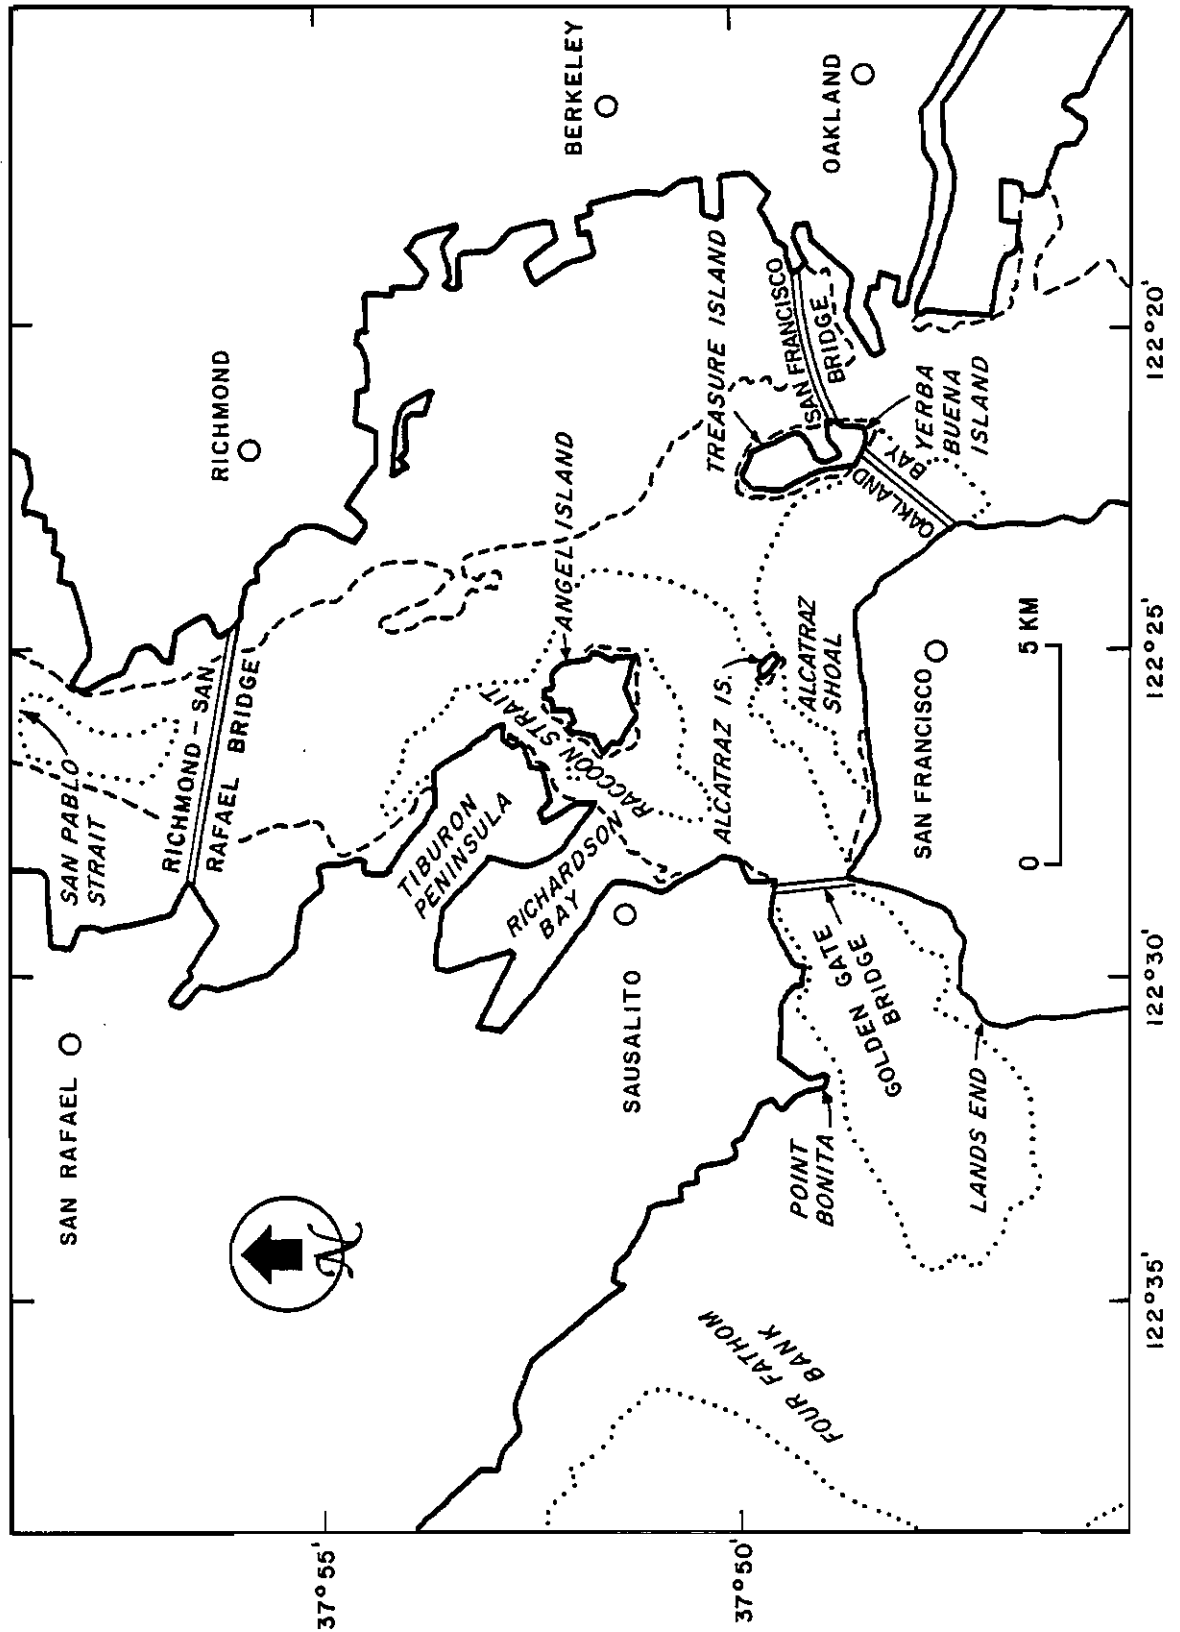 SAN RAFAEL
SAN PABLO
STRAIT
RICHMOND – SAN
RAFAEL BRIDGE
RICHMOND
N
37°55'
TIBURON
PENINSULA
RICHARDSON
BAY
RACCOON STRAIT
ANGEL ISLAND
BERKELEY
SAUSALITO
FOUR FATHOM
BANK
37°50'
POINT
BONITA
GOLDEN GATE
BRIDGE
LANDS END
ALCATRAZ IS.
ALCATRAZ
SHOAL
TREASURE ISLAND
SAN FRANCISCO
BRIDGE
OAKLAND
BAY
YERBA
BUENA
ISLAND
OAKLAND
SAN FRANCISCO
0
5 KM
122°35'
122°30'
122°25'
122°20'